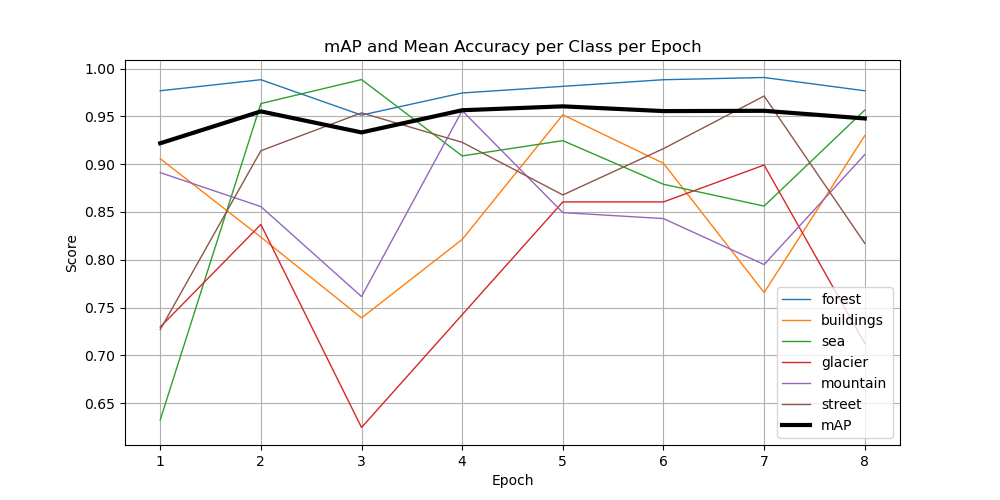 mAP and Mean Accuracy per Class per Epoch
1.00
0.95
0.90
0.85
0.80
0.75
0.70
0.65
Score
1 2 3 4 5 6 7 8
Epoch
forest
buildings
sea
glacier
mountain
street
mAP